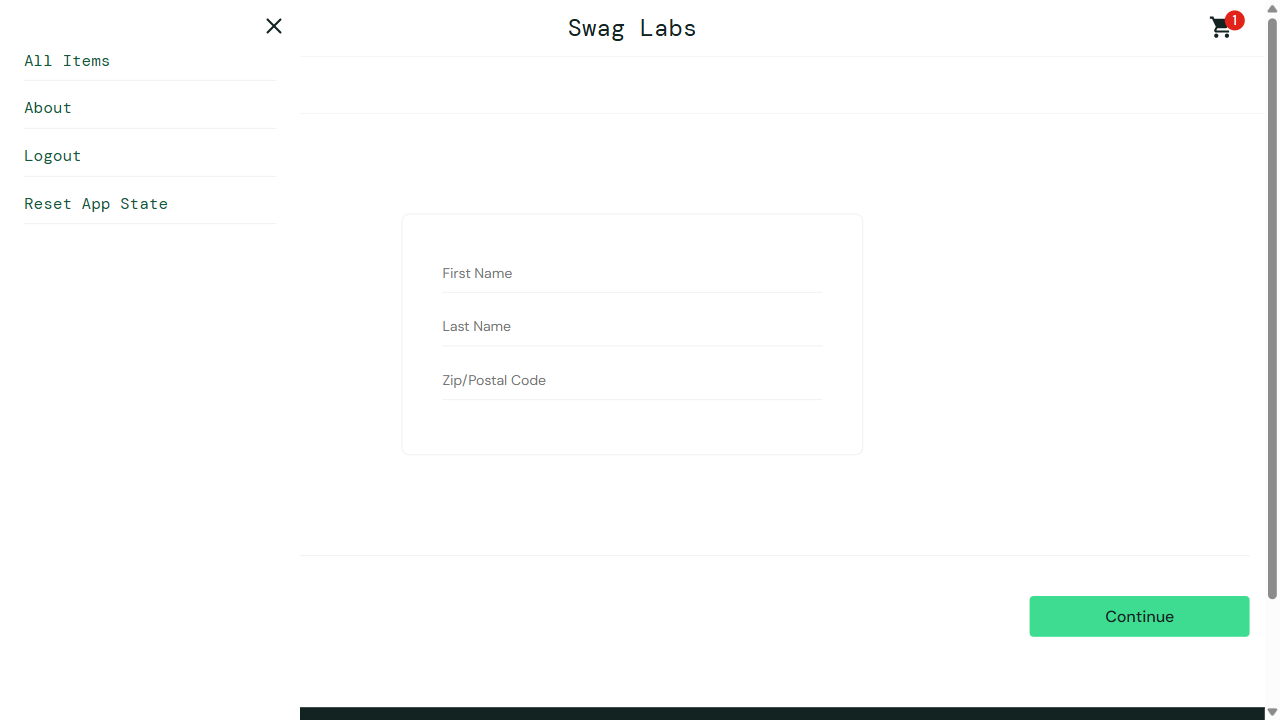 All Items
About
Logout
Reset App State
Swag Labs
1
First Name
Last Name
Zip/Postal Code
Continue